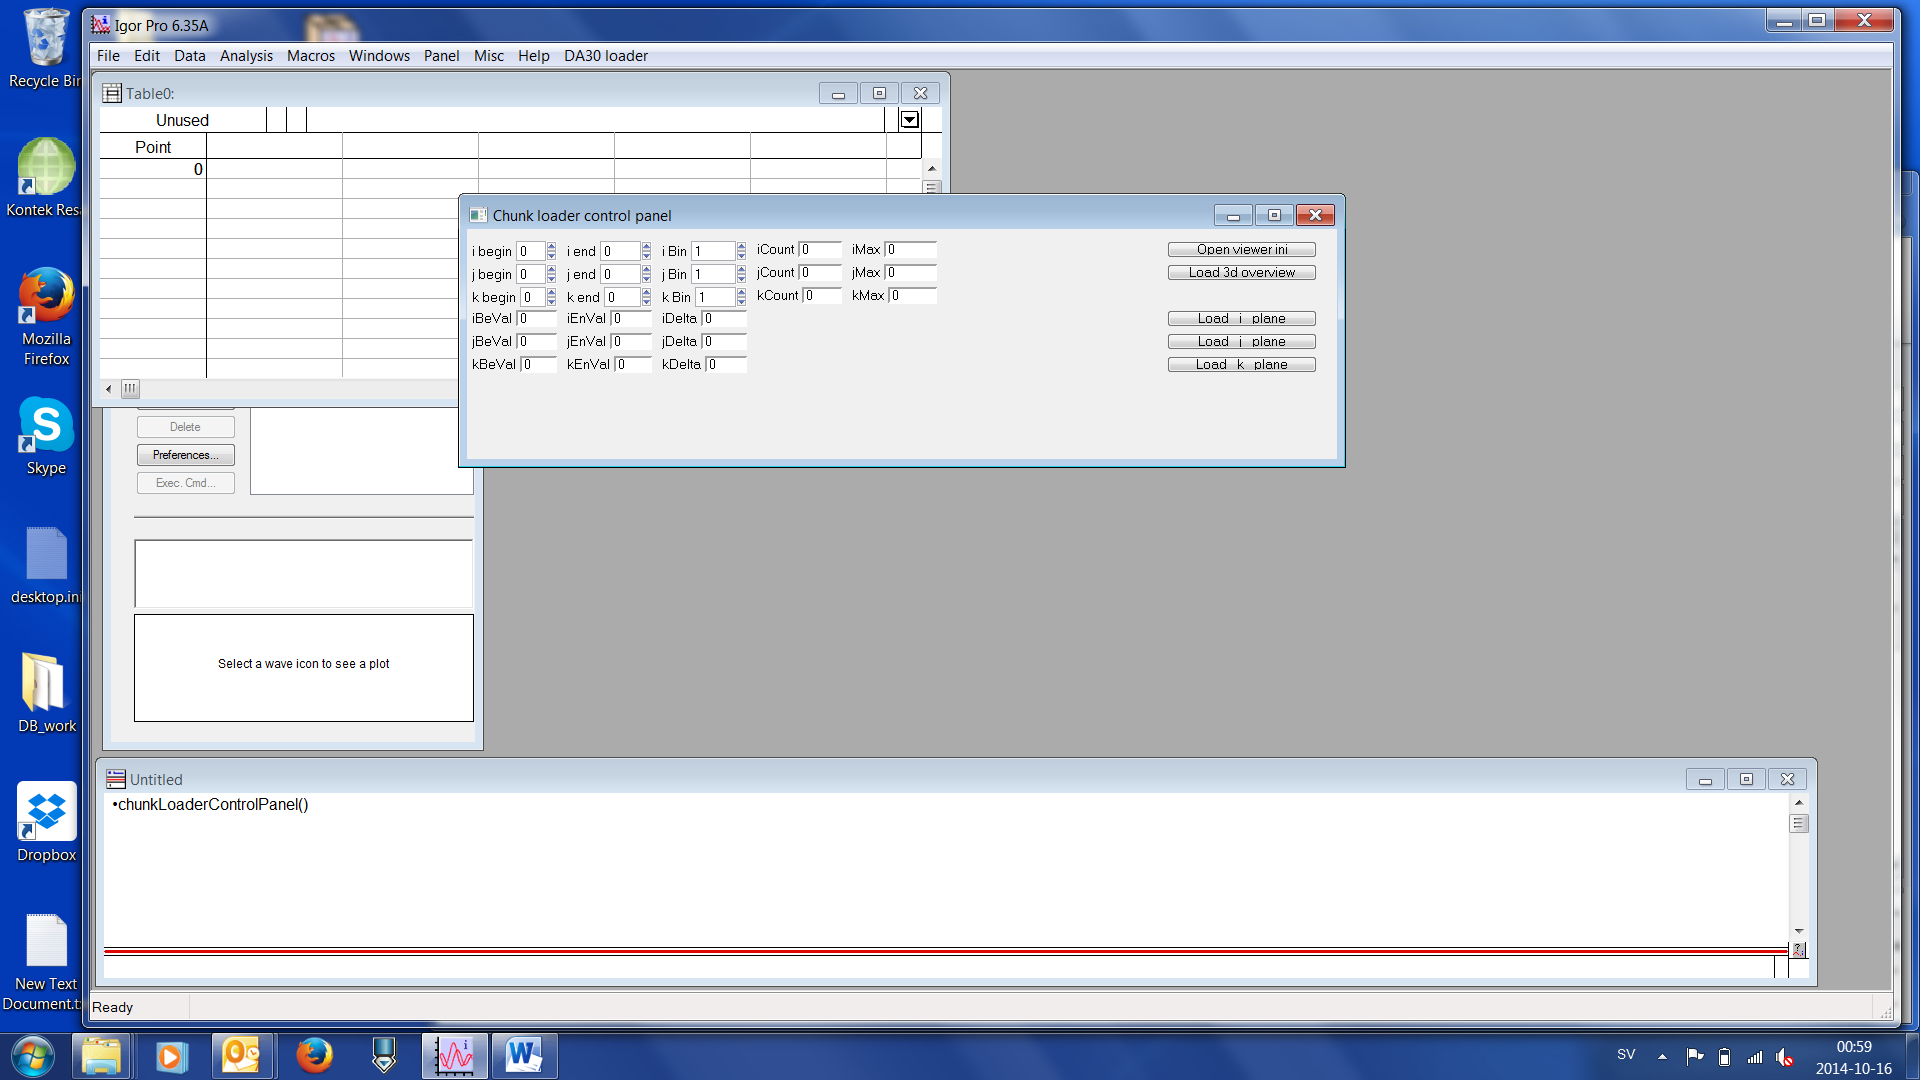 Igor Pro 6.35A
File Edit Data Analysis Macros Windows Panel Misc Help DA30 loader
Table0:
Unused
Point
0
Chunk loader control panel
i begin 0 i end 0 i Bin 1 iCount 0 iMax 0 Open viewer ini
j begin 0 j end 0 j Bin 1 jCount 0 jMax 0 Load 3d overview
k begin 0 k end 0 k Bin 1 kCount 0 kMax 0
iBeVal 0 iEnVal 0 iDelta 0 Load i plane
jBeVal 0 jEnVal 0 jDelta 0 Load j plane
kBeVal 0 kEnVal 0 kDelta 0 Load k plane
Delete
Preferences...
Exec. Cmd...
Select a wave icon to see a plot
Untitled
•chunkLoaderControlPanel()
Ready
Recycle Bin
Kontek Res
Mozilla
Firefox
Skype
desktop.ini
DB_work
Dropbox
New Text
Document.t
SV
00:59
2014-10-16